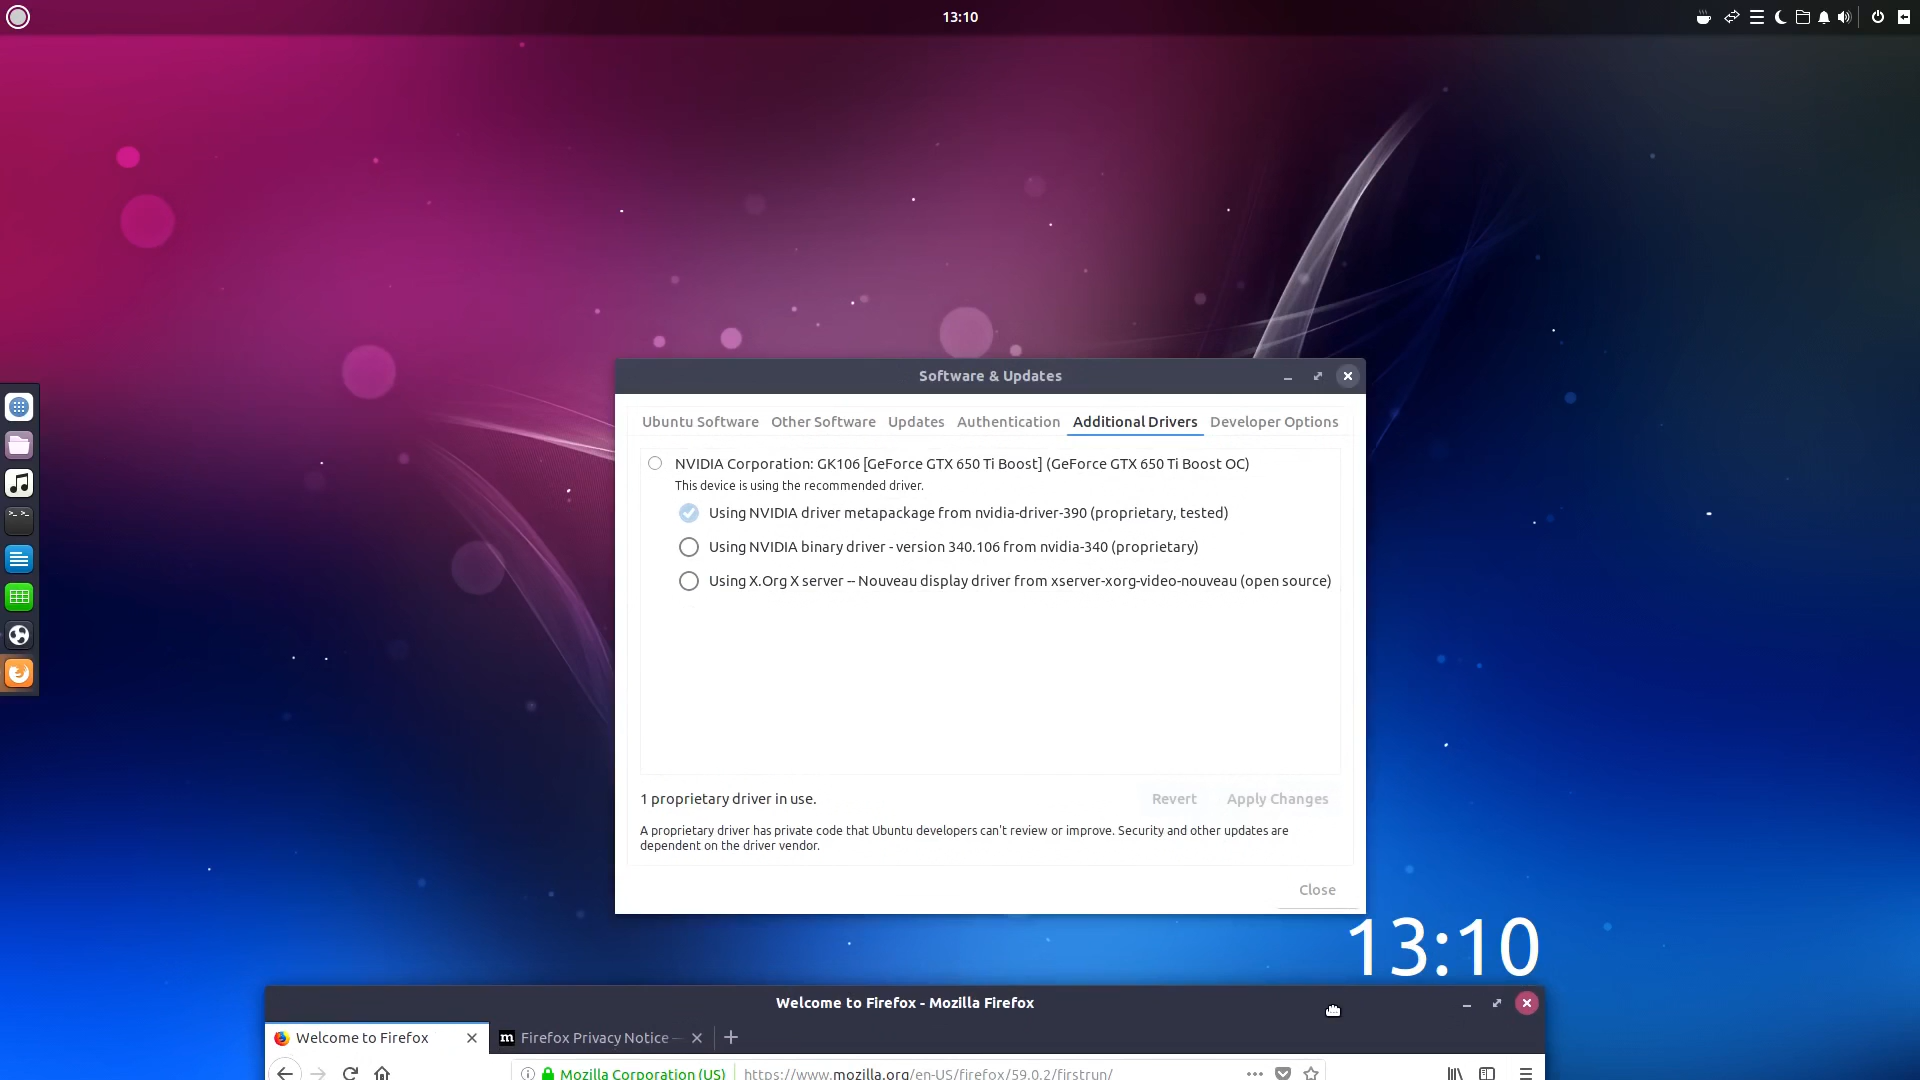 13:10
Software & Updates
Ubuntu Software Other Software Updates Authentication Additional Drivers Developer Options
NVIDIA Corporation: GK106 [GeForce GTX 650 Ti Boost] (GeForce GTX 650 Ti Boost OC)
This device is using the recommended driver.
Using NVIDIA driver metapackage from nvidia-driver-390 (proprietary, tested)
Using NVIDIA binary driver - version 340.106 from nvidia-340 (proprietary)
Using X.Org X server -- Nouveau display driver from xserver-xorg-video-nouveau (open source)
1 proprietary driver in use.
Revert Apply Changes
A proprietary driver has private code that Ubuntu developers can't review or improve. Security and other updates are
dependent on the driver vendor.
Close
13:10
Welcome to Firefox - Mozilla Firefox
Welcome to Firefox
m Firefox Privacy Notice —
Mozilla Corporation (US) https://www.mozilla.org/en-US/firefox/59.0.2/firstrun/